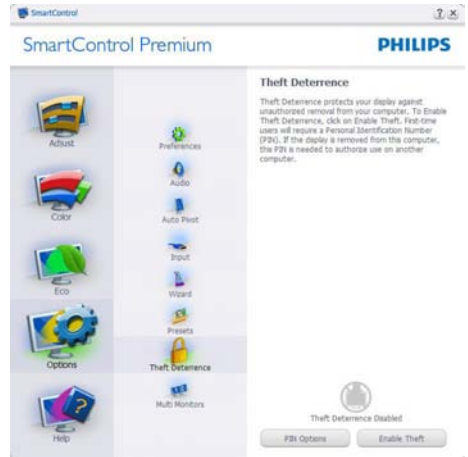 SmartControl
SmartControl Premium
PHILIPS
Adjust
Color
Eco
Options
Help
Preferences
Audio
Auto Pivot
Input
Wizard
Presets
Theft Deterrence
Multi Monitors
Theft Deterrence
Theft Deterrence protects your display against
unauthorized removal from your computer. To Enable
Theft Deterrence, click on Enable Theft. First-time
users will require a Personal Identification Number
(PIN). If the display is removed from this computer,
this PIN is needed to authorize use on another
computer.
Theft Deterrence Disabled
PIN Options
Enable Theft